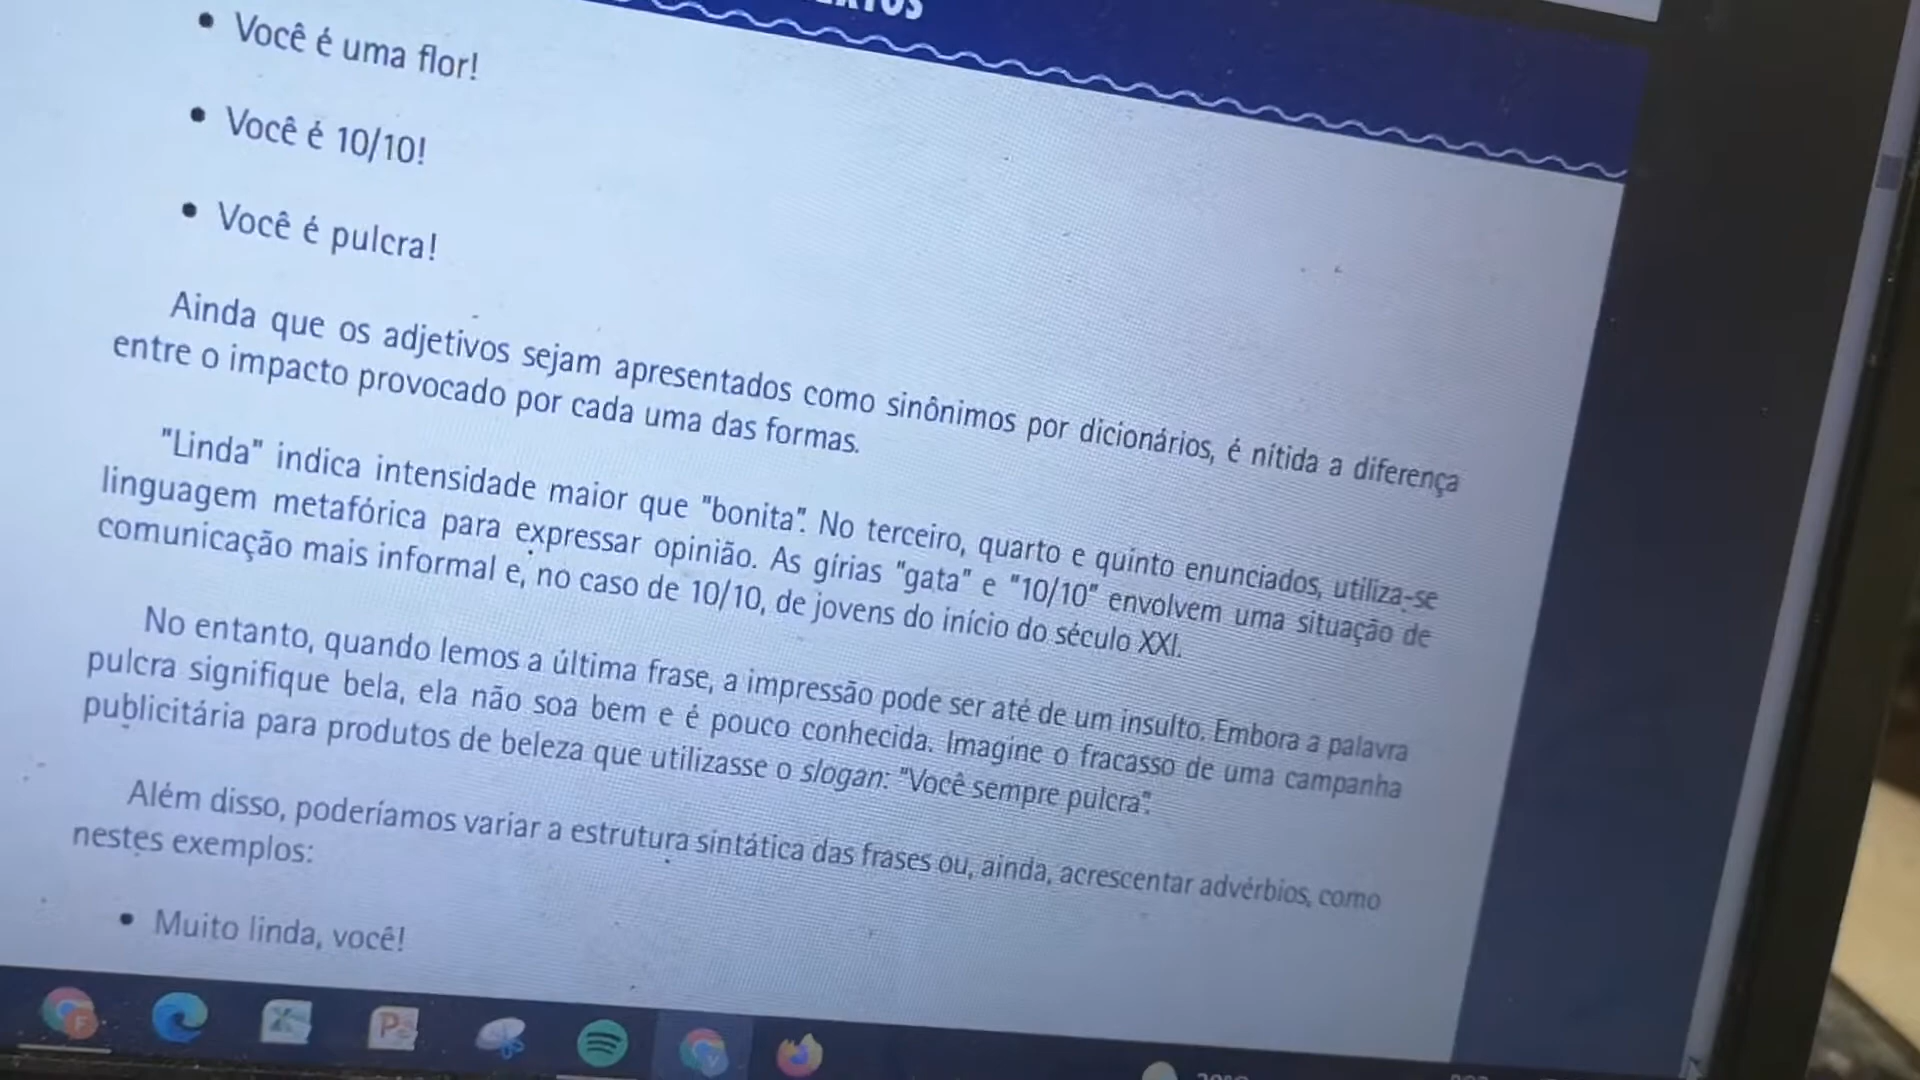 • Você é uma flor!
• Você é 10/10!
• Você é pulcra!
Ainda que os adjetivos sejam apresentados como sinônimos por dicionários, é nítida a diferença
entre o impacto provocado por cada uma das formas.
"Linda" indica intensidade maior que "bonita". No terceiro, quarto e quinto enunciados, utiliza-se
linguagem metafórica para expressar opinião. As gírias "gata" e "10/10" envolvem uma situação de
comunicação mais informal e, no caso de 10/10, de jovens do início do século XXI.
No entanto, quando lemos a última frase, a impressão pode ser até de um insulto. Embora a palavra
pulcra signifique bela, ela não soa bem e é pouco conhecida. Imagine o fracasso de uma campanha
publicitária para produtos de beleza que utilizasse o slogan: "Você sempre pulcra".
Além disso, poderíamos variar a estrutura sintática das frases ou, ainda, acrescentar advérbios, como
nestes exemplos:
• Muito linda, você!